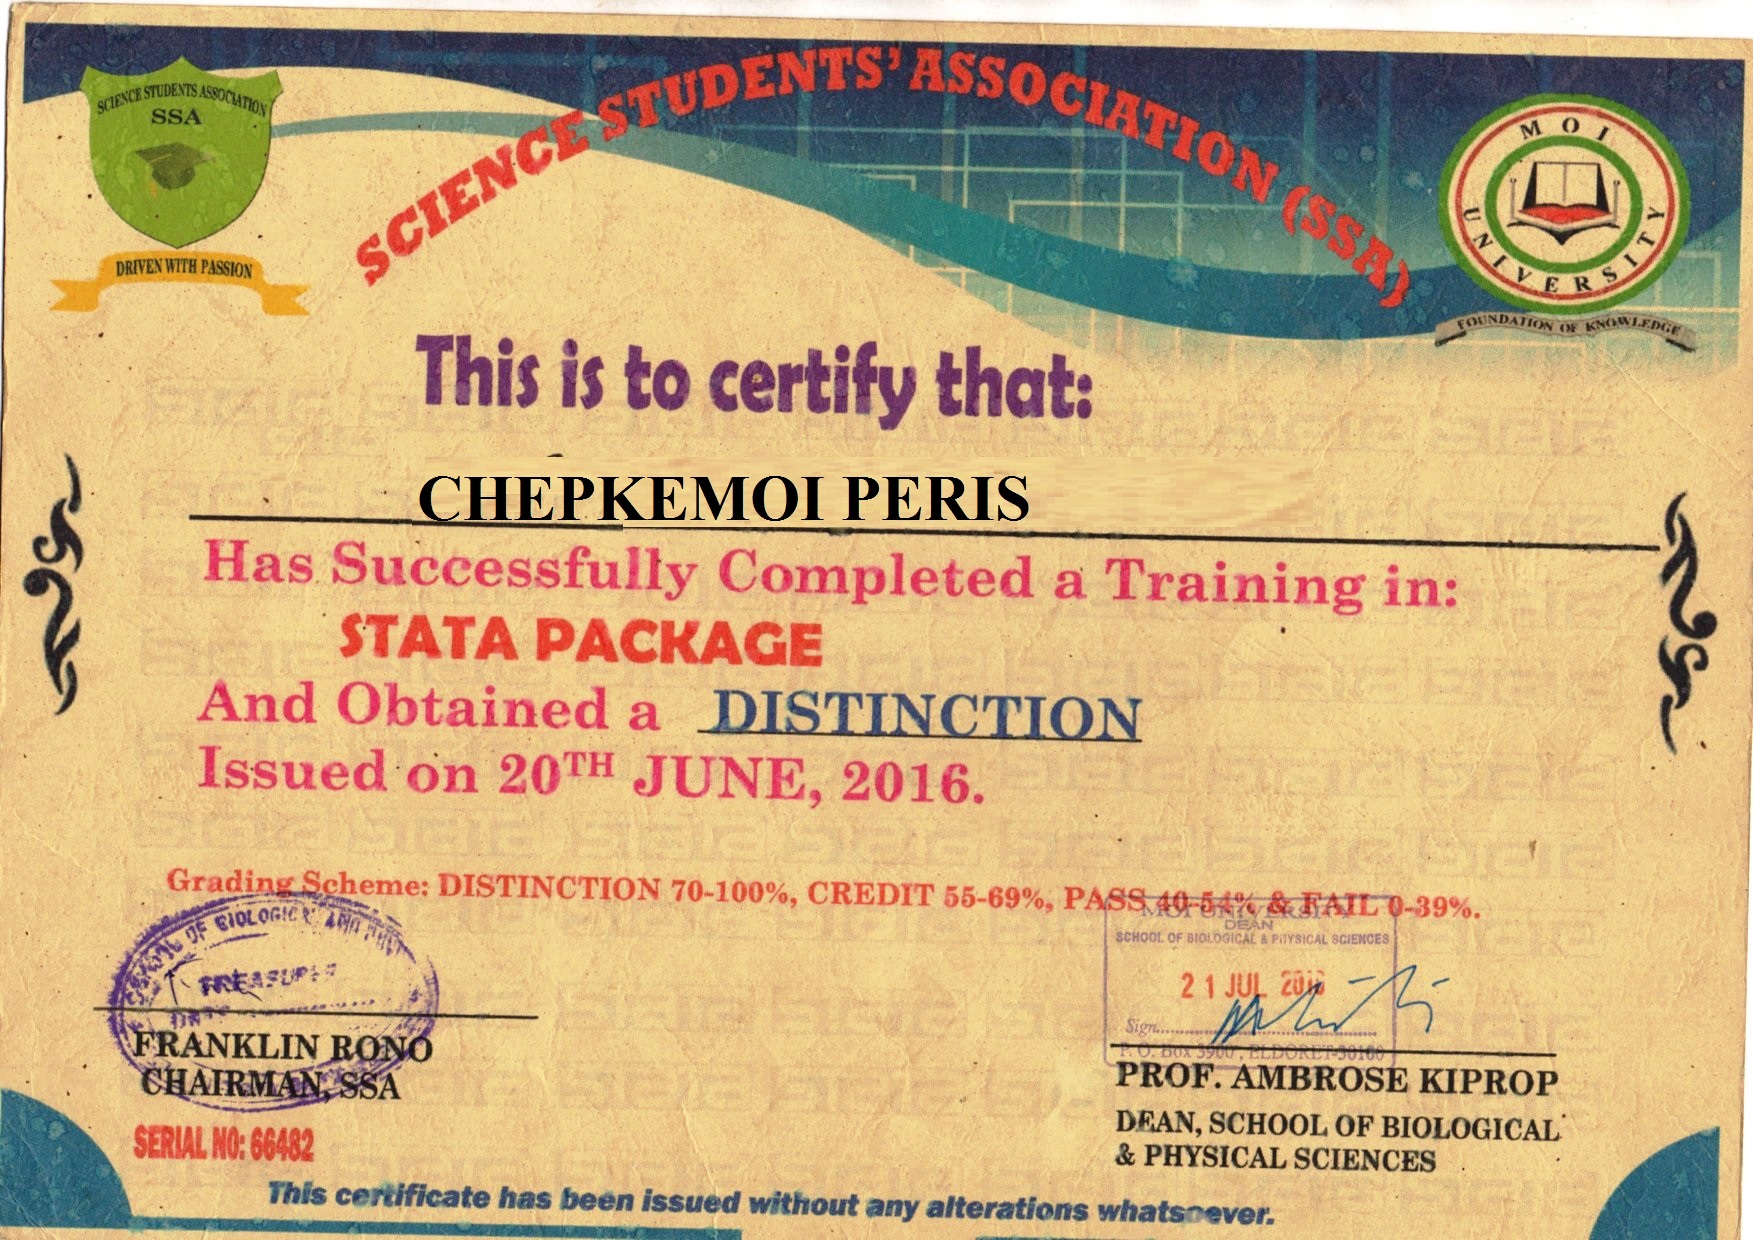 SCIENCE STUDENTS' ASSOCIATION (SSA)
SCIENCE STUDENTS ASSOCIATION
SSA
DRIVEN WITH PASSION
MOI
UNIVERSITY
FOUNDATION OF KNOWLEDGE
This is to certify that:
CHEPKEMOI PERIS
Has Successfully Completed a Training in:
STATA PACKAGE
And Obtained a DISTINCTION
Issued on 20TH JUNE, 2016.
Grading Scheme: DISTINCTION 70-100%, CREDIT 55-69%, PASS 40-54% & FAIL 0-39%.
OF BIOLOGICAL AND
TREASURER
DATE
FRANKLIN RONO
CHAIRMAN, SSA
SERIAL NO: 66482
MOI UNIVERSITY
DEAN
SCHOOL OF BIOLOGICAL & PHYSICAL SCIENCES
21 JUL 2016
Sign
P. O. Box 3900, ELDORET-30100
PROF. AMBROSE KIPROP
DEAN, SCHOOL OF BIOLOGICAL
& PHYSICAL SCIENCES
This certificate has been issued without any alterations whatsoever.